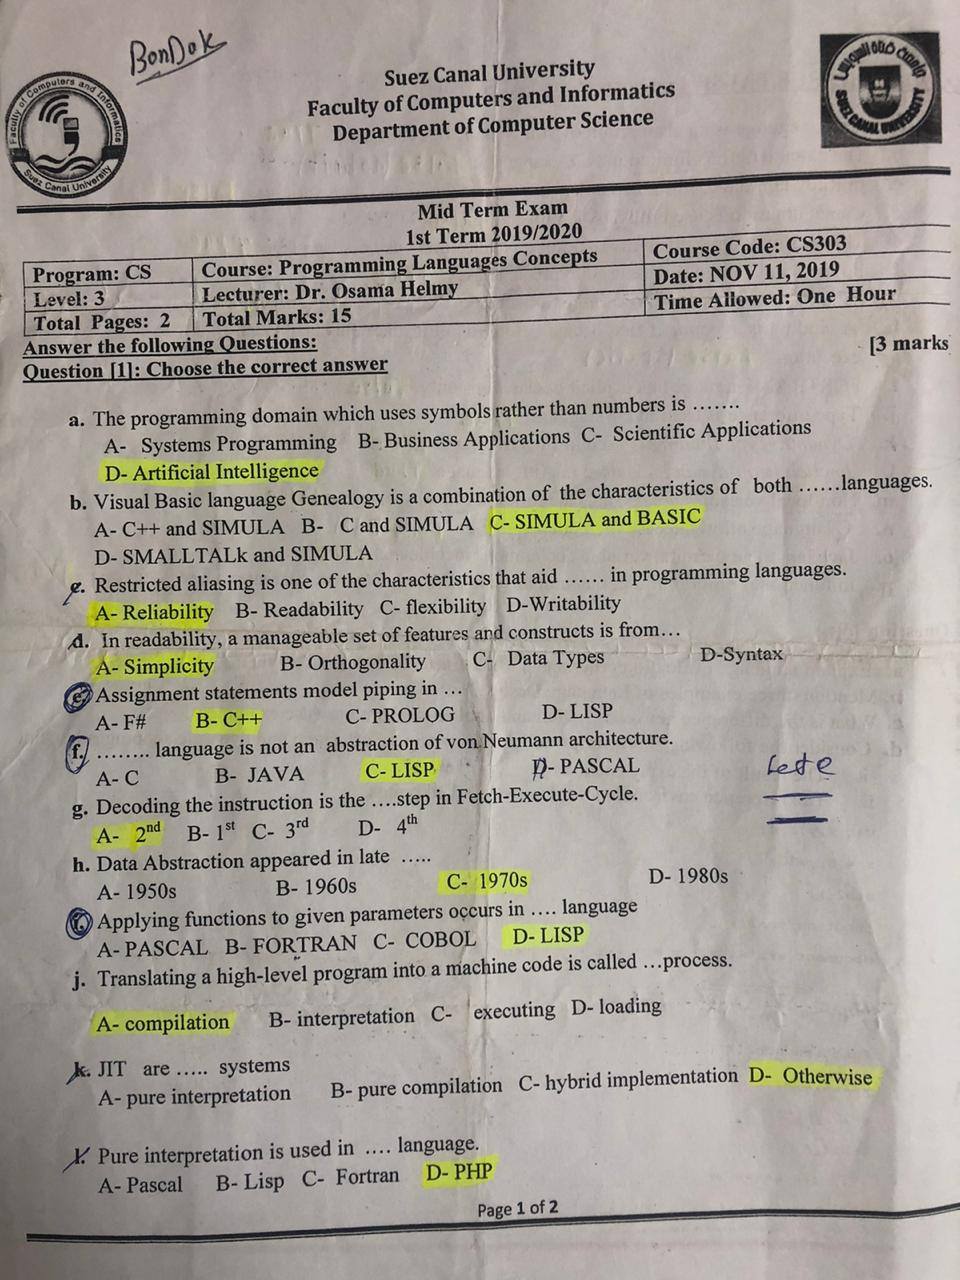 BonDok
Faculty of Computers and Informatics
Suez Canal University
SUEZ CANAL UNIVERSITY
Suez Canal University
Faculty of Computers and Informatics
Department of Computer Science
Mid Term Exam
1st Term 2019/2020
Program: CS
Course: Programming Languages Concepts
Course Code: CS303
Level: 3
Lecturer: Dr. Osama Helmy
Date: NOV 11, 2019
Total Pages: 2
Total Marks: 15
Time Allowed: One Hour
Answer the following Questions:
[3 marks
Question [1]: Choose the correct answer
a. The programming domain which uses symbols rather than numbers is …….
A- Systems Programming B- Business Applications C- Scientific Applications
D- Artificial Intelligence
b. Visual Basic language Genealogy is a combination of the characteristics of both ……languages.
A- C++ and SIMULA B- C and SIMULA C- SIMULA and BASIC
D- SMALLTALk and SIMULA
c. Restricted aliasing is one of the characteristics that aid …… in programming languages.
A- Reliability B- Readability C- flexibility D-Writability
d. In readability, a manageable set of features and constructs is from…
A- Simplicity B- Orthogonality C- Data Types D-Syntax
e. Assignment statements model piping in …
A- F# B- C++ C- PROLOG D- LISP
f. …….. language is not an abstraction of von Neumann architecture.
A- C B- JAVA C- LISP D- PASCAL
g. Decoding the instruction is the ….step in Fetch-Execute-Cycle.
A- 2nd B- 1st C- 3rd D- 4th
h. Data Abstraction appeared in late …..
A- 1950s B- 1960s C- 1970s D- 1980s
i. Applying functions to given parameters occurs in …. language
A- PASCAL B- FORTRAN C- COBOL D- LISP
j. Translating a high-level program into a machine code is called …process.
A- compilation B- interpretation C- executing D- loading
k. JIT are ….. systems
A- pure interpretation B- pure compilation C- hybrid implementation D- Otherwise
l. Pure interpretation is used in …. language.
A- Pascal B- Lisp C- Fortran D- PHP
Page 1 of 2